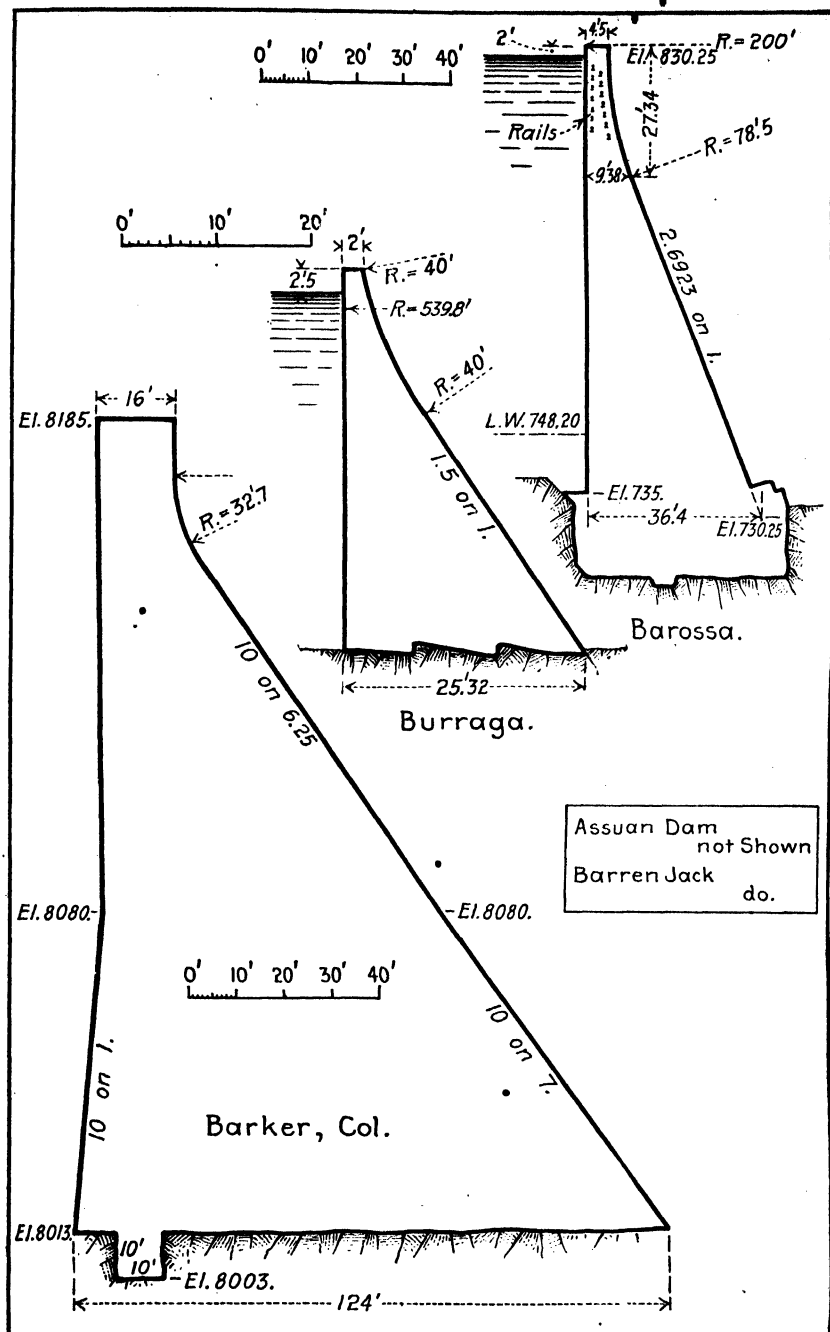 0' 10' 20' 30' 40'
2'
4'.5
R.=200'
El.830.25
27'.34
Rails
R.=78'.5
9'.38
2.6923 on 1.
L.W.748.20
El.735.
36'.4
El.730.25
Barossa.
0' 10' 20'
2'
2'.5
R.=40'
R.=539.8'
R.=40'
1.5 on 1.
25'.32
Burraga.
16'
El.8185.
R.=32'.7
10 on 6.25
Assuan Dam
not Shown
Barren Jack
do.
El.8080.
El.8080.
0' 10' 20' 30' 40'
10 on 1.
10 on 7.
Barker, Col.
El.8013.
10'
10'
El.8003.
124'